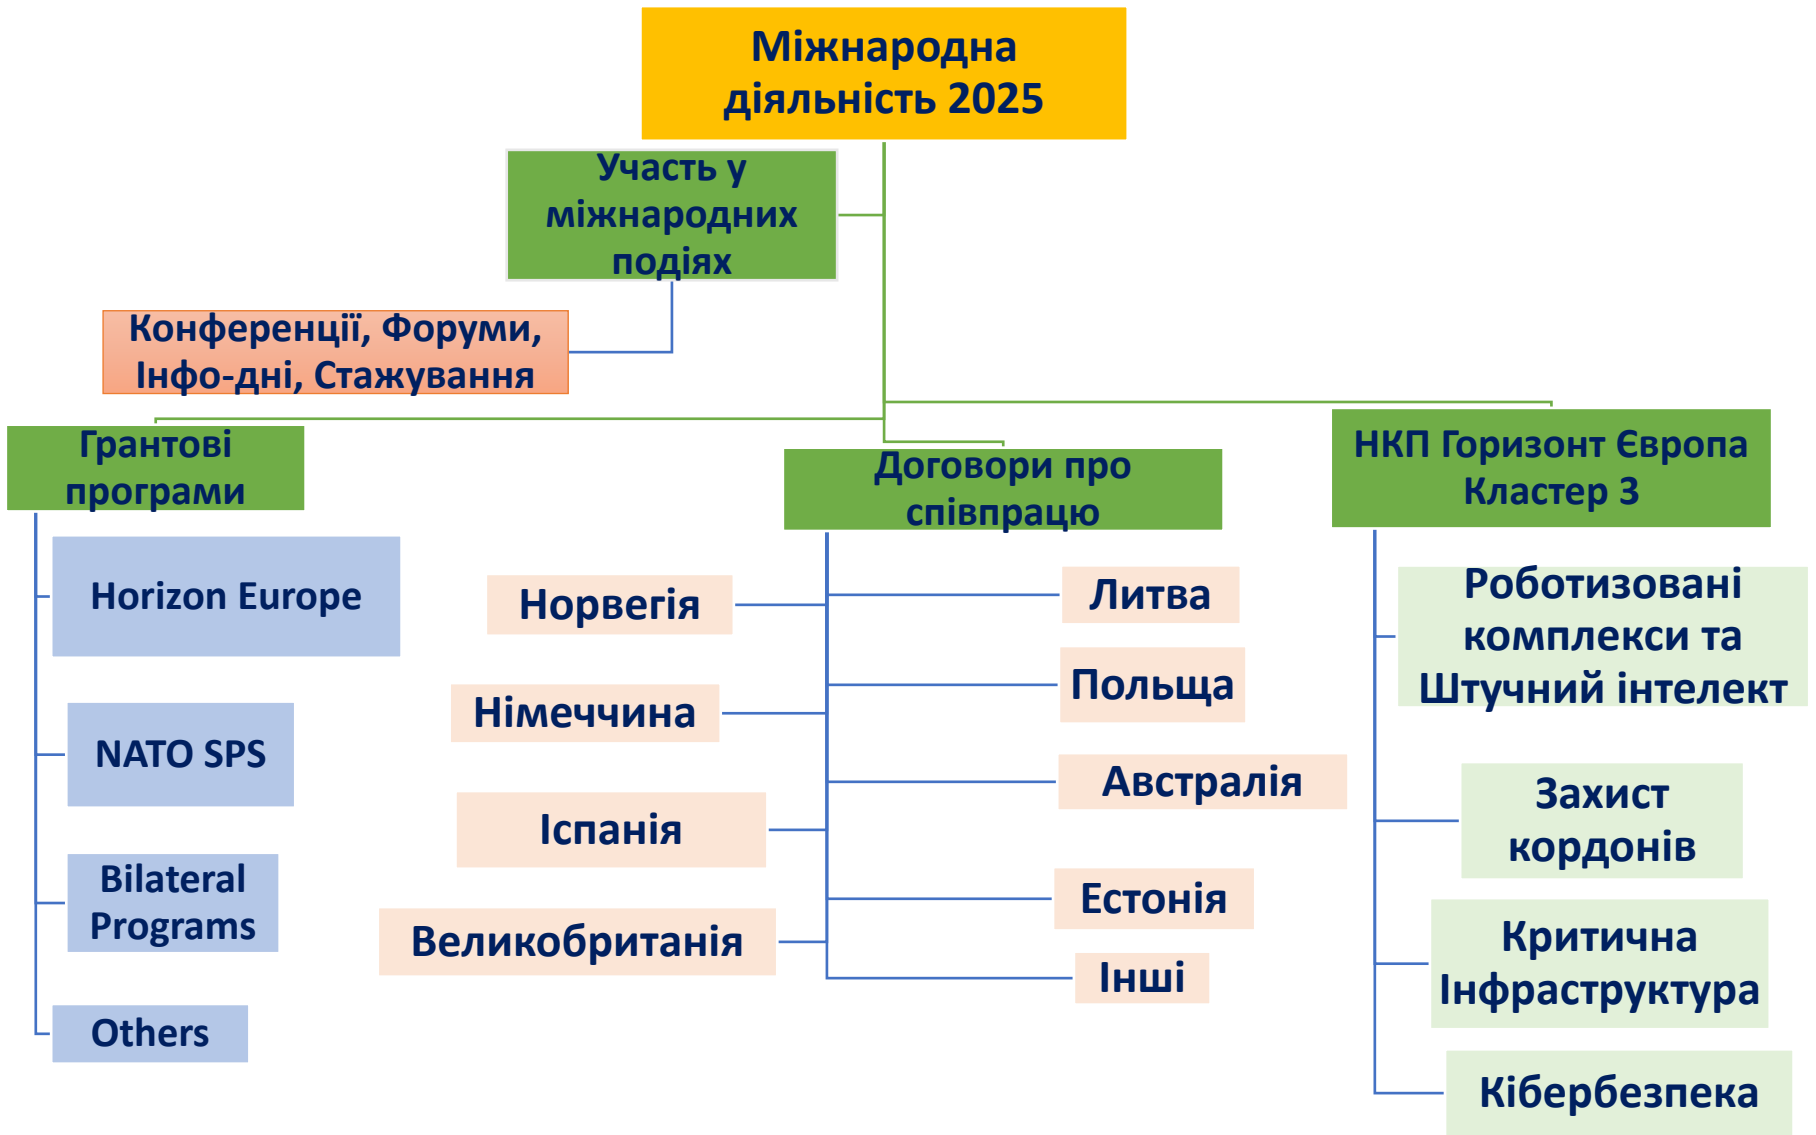 Міжнародна
діяльність 2025
Участь у
міжнародних
подіях
Конференції, Форуми,
Інфо-дні, Стажування
Грантові
програми
Horizon Europe
NATO SPS
Bilateral
Programs
Others
Договори про
співпрацю
Норвегія
Німеччина
Іспанія
Великобританія
Литва
Польща
Австралія
Естонія
Інші
НКП Горизонт Європа
Кластер 3
Роботизовані
комплекси та
Штучний інтелект
Захист
кордонів
Критична
Інфраструктура
Кібербезпека